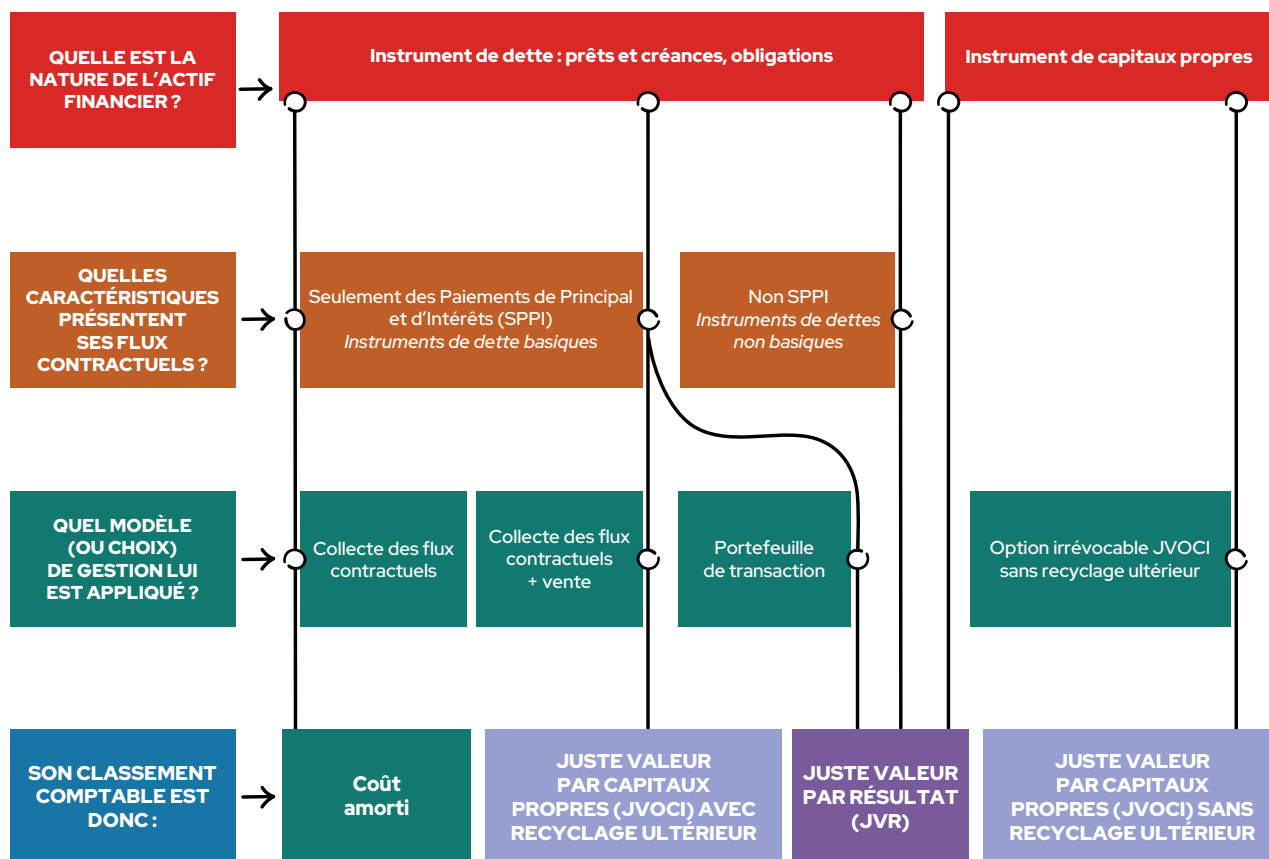 QUELLE EST LA
NATURE DE L'ACTIF
FINANCIER ?
Instrument de dette : prêts et créances, obligations
Instrument de capitaux propres
QUELLES
CARACTÉRISTIQUES
PRÉSENTENT
SES FLUX
CONTRACTUELS ?
Seulement des Paiements de Principal
et d'Intérêts (SPPI)
Instruments de dette basiques
Non SPPI
Instruments de dettes
non basiques
QUEL MODÈLE
(OU CHOIX)
DE GESTION LUI
EST APPLIQUÉ ?
Collecte des flux
contractuels
Collecte des flux
contractuels
+ vente
Portefeuille
de transaction
Option irrévocable JVOCI
sans recyclage ultérieur
SON CLASSEMENT
COMPTABLE EST
DONC :
Coût
amorti
JUSTE VALEUR
PAR CAPITAUX
PROPRES (JVOCI) AVEC
RECYCLAGE ULTÉRIEUR
JUSTE VALEUR
PAR RÉSULTAT
(JVR)
JUSTE VALEUR
PAR CAPITAUX
PROPRES (JVOCI) SANS
RECYCLAGE ULTÉRIEUR